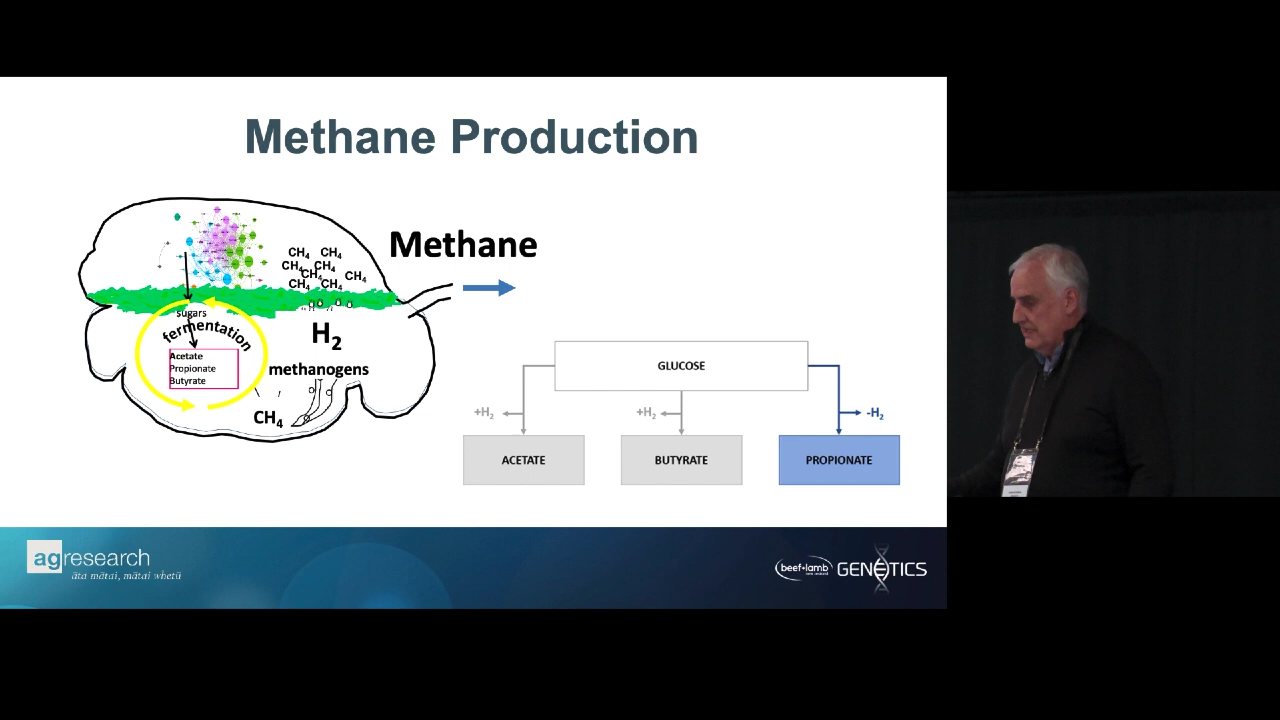 Methane Production
Methane
CH4 CH4
CH4 CH4
CH4 CH4
CH4 CH4
sugars
fermentation
Acetate
Propionate
Butyrate
H2
methanogens
CH4
GLUCOSE
+H2
+H2
-H2
ACETATE
BUTYRATE
PROPIONATE
agresearch
āta mātai, mātai whetū
beef+lamb
GENETICS